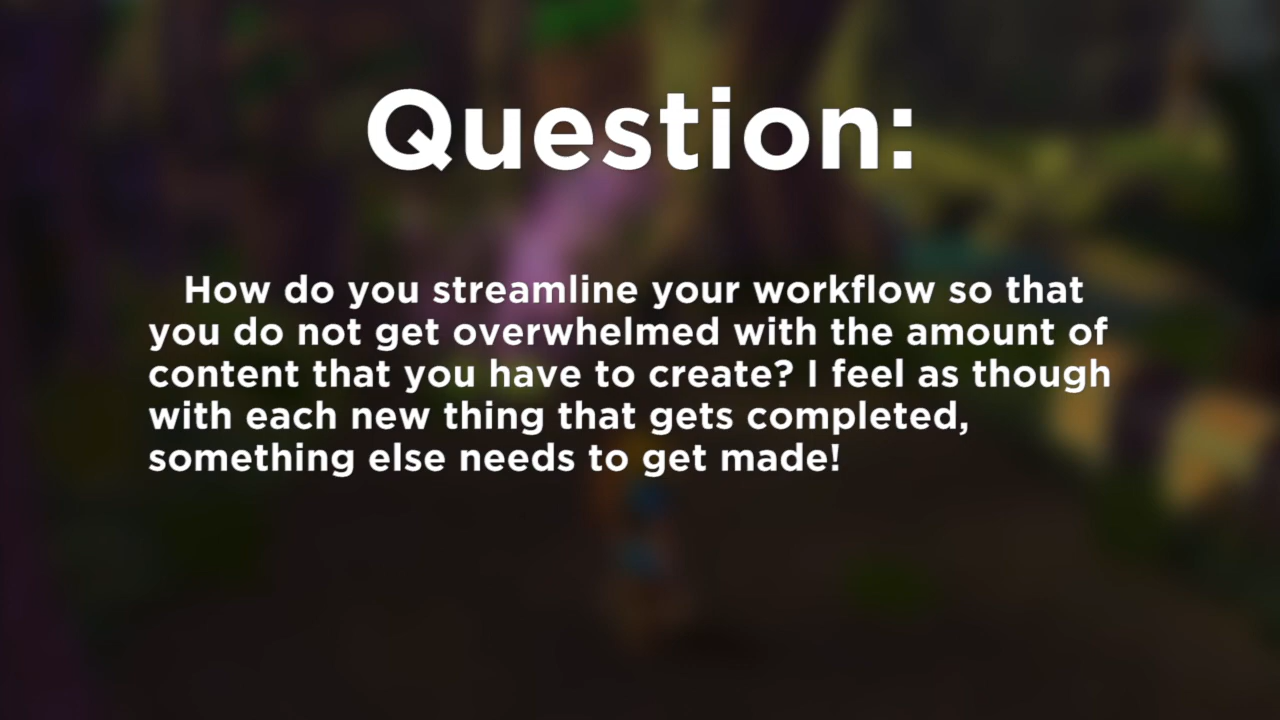 Question:
How do you streamline your workflow so that
you do not get overwhelmed with the amount of
content that you have to create? I feel as though
with each new thing that gets completed,
something else needs to get made!